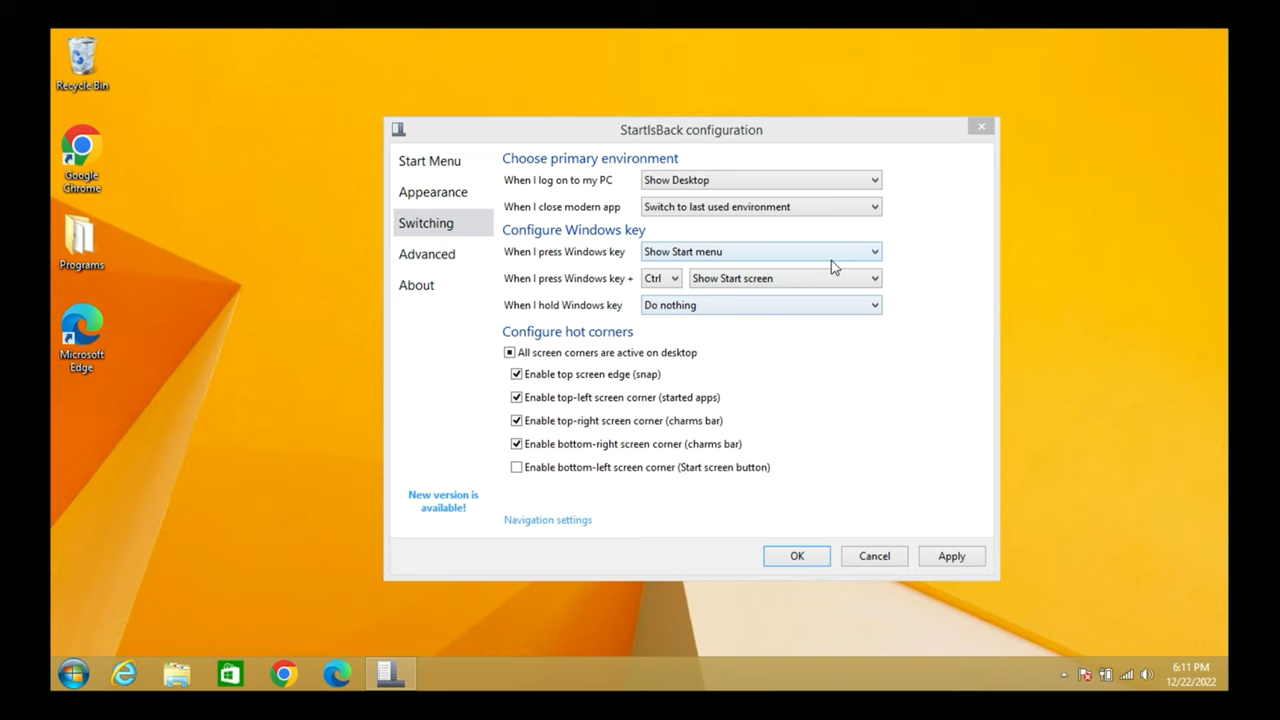 Recycle Bin
Google
Chrome
Programs
Microsoft
Edge
StartIsBack configuration
Start Menu
Appearance
Switching
Advanced
About
New version is
available!
Choose primary environment
When I log on to my PC Show Desktop
When I close modern app Switch to last used environment
Configure Windows key
When I press Windows key Show Start menu
When I press Windows key + Ctrl Show Start screen
When I hold Windows key Do nothing
Configure hot corners
All screen corners are active on desktop
Enable top screen edge (snap)
Enable top-left screen corner (started apps)
Enable top-right screen corner (charms bar)
Enable bottom-right screen corner (charms bar)
Enable bottom-left screen corner (Start screen button)
Navigation settings
OK Cancel Apply
6:11 PM
12/22/2022